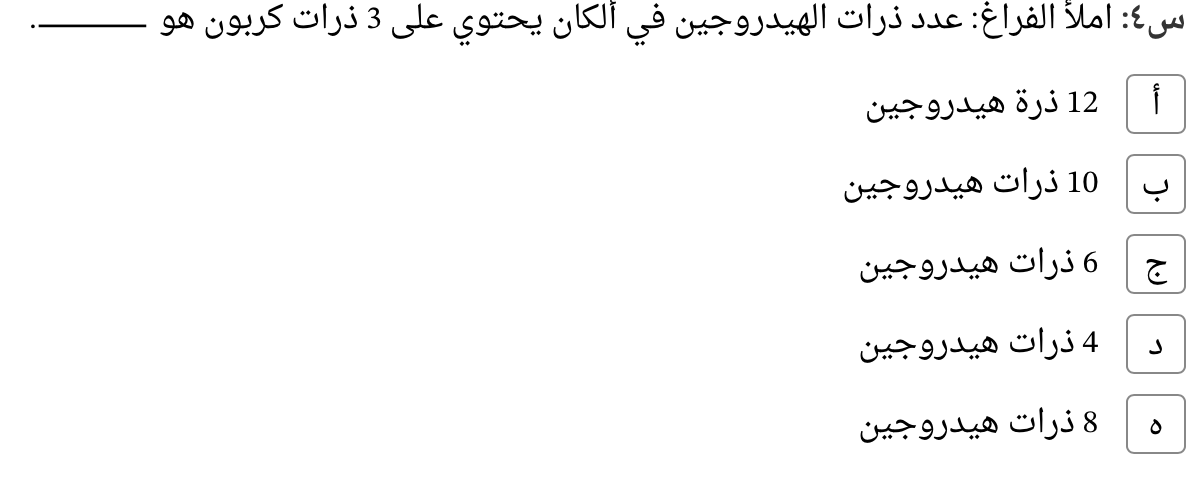 س٤: املأ الفراغ: عدد ذرات الهيدروجين في ألكان يحتوي على 3 ذرات كربون هو ________.
أ 12 ذرة هيدروجين
ب 10 ذرات هيدروجين
ج 6 ذرات هيدروجين
د 4 ذرات هيدروجين
ه 8 ذرات هيدروجين